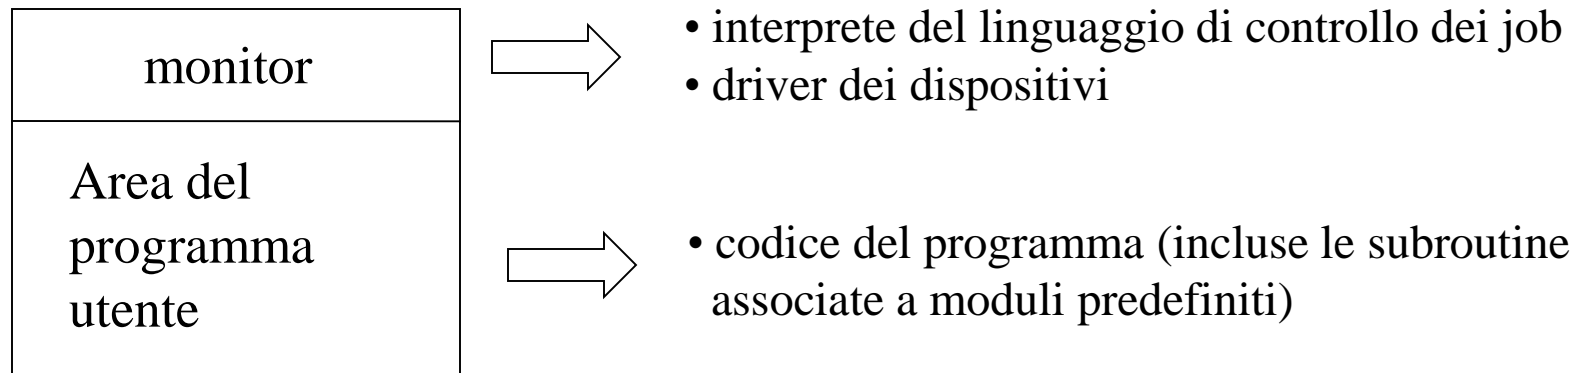 monitor
• interprete del linguaggio di controllo dei job
• driver dei dispositivi
Area del
programma
utente
• codice del programma (incluse le subroutine
associate a moduli predefiniti)